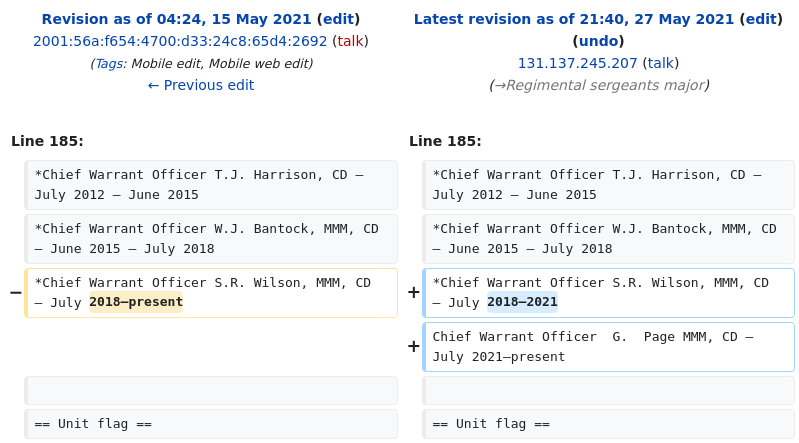 Revision as of 04:24, 15 May 2021 (edit)
2001:56a:f654:4700:d33:24c8:65d4:2692 (talk)
(Tags: Mobile edit, Mobile web edit)
← Previous edit
Latest revision as of 21:40, 27 May 2021 (edit)
(undo)
131.137.245.207 (talk)
(→Regimental sergeants major)
Line 185:
*Chief Warrant Officer T.J. Harrison, CD –
July 2012 – June 2015
*Chief Warrant Officer W.J. Bantock, MMM, CD
– June 2015 – July 2018
− *Chief Warrant Officer S.R. Wilson, MMM, CD
– July 2018–present
== Unit flag ==
Line 185:
*Chief Warrant Officer T.J. Harrison, CD –
July 2012 – June 2015
*Chief Warrant Officer W.J. Bantock, MMM, CD
– June 2015 – July 2018
+ *Chief Warrant Officer S.R. Wilson, MMM, CD
– July 2018–2021
+ Chief Warrant Officer  G.  Page MMM, CD –
July 2021–present
== Unit flag ==